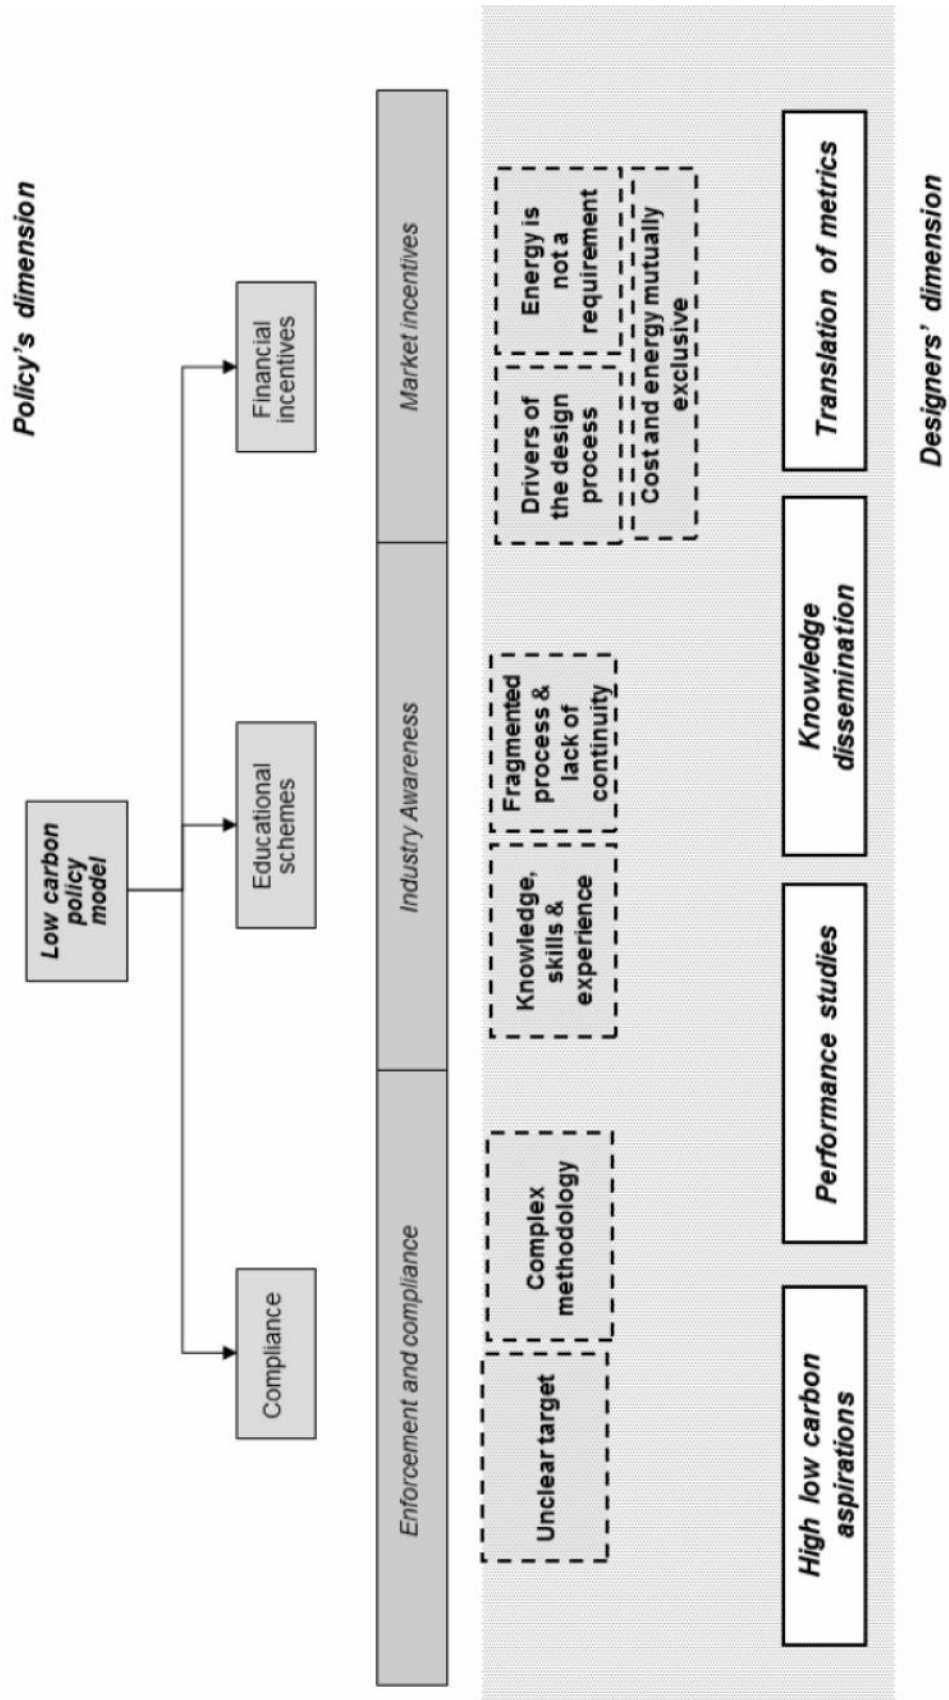 Policy's dimension
Low carbon
policy
model
Compliance
Educational
schemes
Financial
incentives
Enforcement and compliance
Industry Awareness
Market incentives
Unclear target
Complex
methodology
Knowledge,
skills &
experience
Fragmented
process &
lack of
continuity
Drivers of
the design
process
Energy is
not a
requirement
Cost and energy mutually
exclusive
High low carbon
aspirations
Performance studies
Knowledge
dissemination
Translation of metrics
Designers' dimension